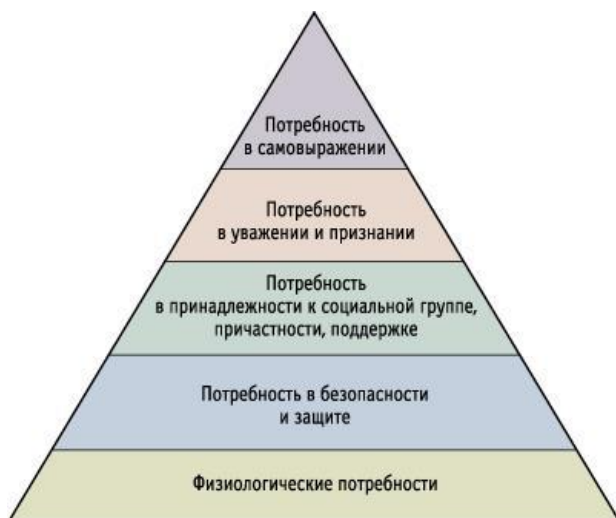 Потребность
в самовыражении
Потребность
в уважении и признании
Потребность
в принадлежности к социальной группе,
причастности, поддержке
Потребность в безопасности
и защите
Физиологические потребности